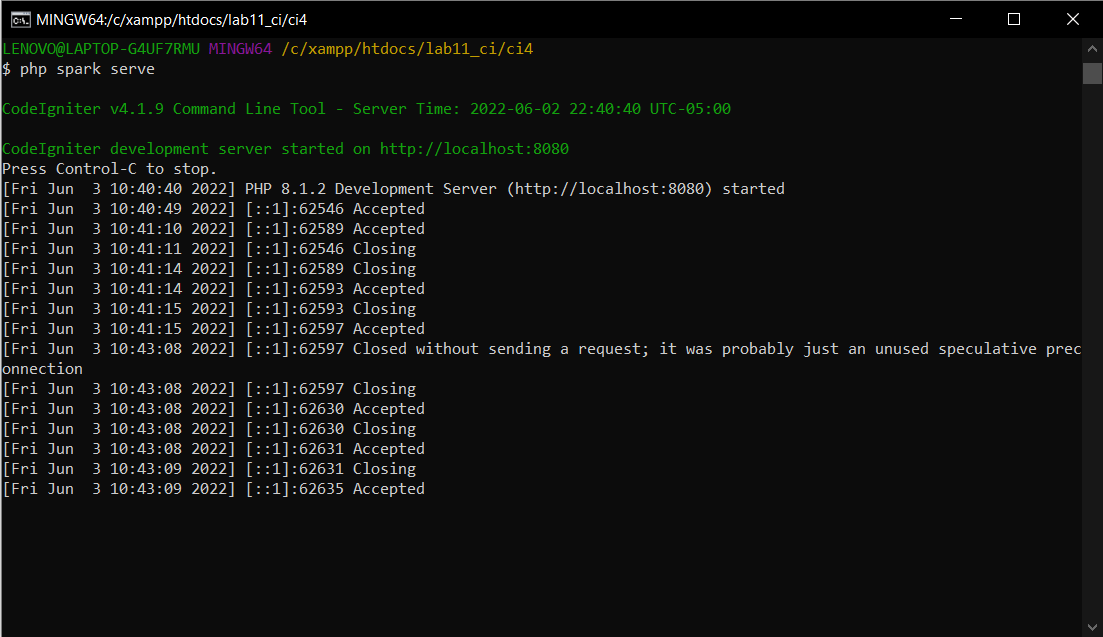 MINGW64:/c/xampp/htdocs/lab11_ci/ci4
LENOVO@LAPTOP-G4UF7RMU MINGW64 /c/xampp/htdocs/lab11_ci/ci4
$ php spark serve
CodeIgniter v4.1.9 Command Line Tool - Server Time: 2022-06-02 22:40:40 UTC-05:00
CodeIgniter development server started on http://localhost:8080
Press Control-C to stop.
[Fri Jun  3 10:40:40 2022] PHP 8.1.2 Development Server (http://localhost:8080) started
[Fri Jun  3 10:40:49 2022] [::1]:62546 Accepted
[Fri Jun  3 10:41:10 2022] [::1]:62589 Accepted
[Fri Jun  3 10:41:11 2022] [::1]:62546 Closing
[Fri Jun  3 10:41:14 2022] [::1]:62589 Closing
[Fri Jun  3 10:41:14 2022] [::1]:62593 Accepted
[Fri Jun  3 10:41:15 2022] [::1]:62593 Closing
[Fri Jun  3 10:41:15 2022] [::1]:62597 Accepted
[Fri Jun  3 10:43:08 2022] [::1]:62597 Closed without sending a request; it was probably just an unused speculative prec
onnection
[Fri Jun  3 10:43:08 2022] [::1]:62597 Closing
[Fri Jun  3 10:43:08 2022] [::1]:62630 Accepted
[Fri Jun  3 10:43:08 2022] [::1]:62630 Closing
[Fri Jun  3 10:43:08 2022] [::1]:62631 Accepted
[Fri Jun  3 10:43:09 2022] [::1]:62631 Closing
[Fri Jun  3 10:43:09 2022] [::1]:62635 Accepted